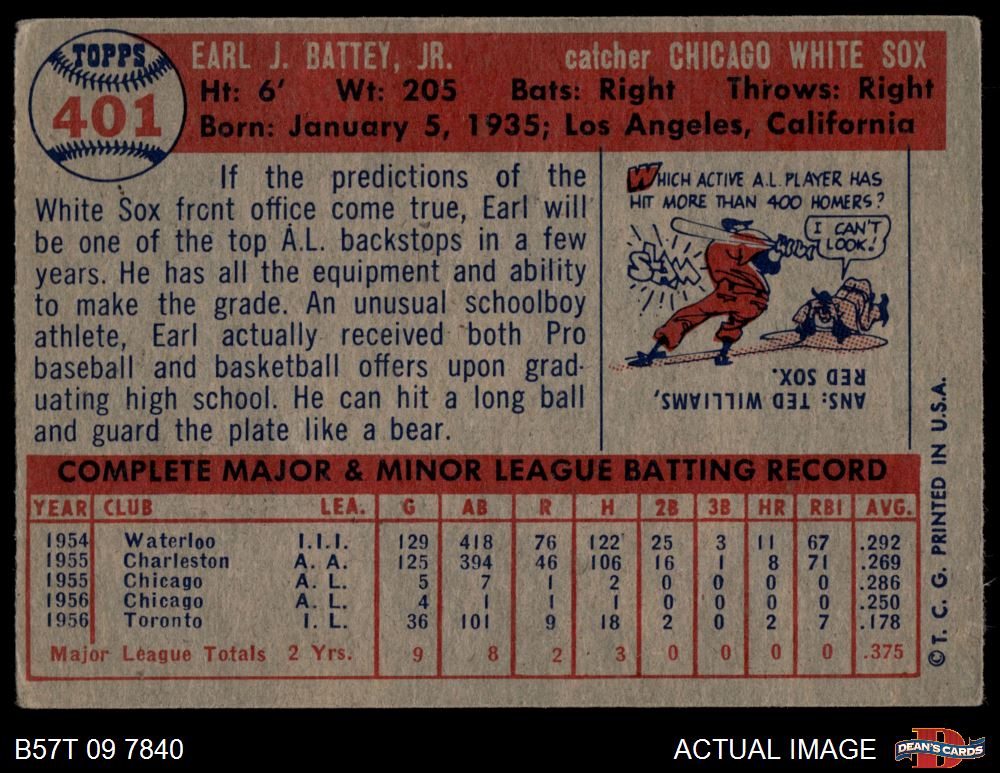 TOPPS
401
EARL J. BATTEY, JR. catcher CHICAGO WHITE SOX
Ht: 6' Wt: 205 Bats: Right Throws: Right
Born: January 5, 1935; Los Angeles, California
If the predictions of the
White Sox front office come true, Earl will
be one of the top A.L. backstops in a few
years. He has all the equipment and ability
to make the grade. An unusual schoolboy
athlete, Earl actually received both Pro
baseball and basketball offers upon grad-
uating high school. He can hit a long ball
and guard the plate like a bear.
WHICH ACTIVE A.L. PLAYER HAS
HIT MORE THAN 400 HOMERS?
I CAN'T
LOOK!
SLAM
ANS: TED WILLIAMS,
RED SOX.
COMPLETE MAJOR & MINOR LEAGUE BATTING RECORD
YEAR CLUB LEA. G AB R H 2B 3B HR RBI AVG.
1954 Waterloo I.I.I. 129 418 76 122 25 3 11 67 .292
1955 Charleston A. A. 125 394 46 106 16 1 8 71 .269
1955 Chicago A. L. 5 7 1 2 0 0 0 0 .286
1956 Chicago A. L. 4 1 1 1 0 0 0 0 .250
1956 Toronto I. L. 36 101 9 18 2 0 2 7 .178
Major League Totals 2 Yrs. 9 8 2 3 0 0 0 0 .375
© T. C. G. PRINTED IN U.S.A.
B57T 09 7840
ACTUAL IMAGE
D
DEAN'S CARDS